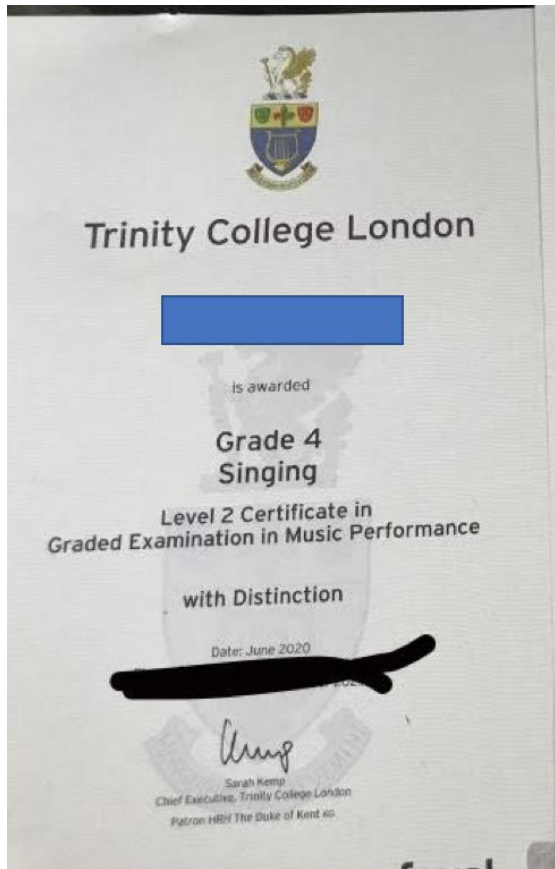 Trinity College London
is awarded
Grade 4
Singing
Level 2 Certificate in
Graded Examination in Music Performance
with Distinction
Date: June 2020
Sarah Kemp
Chief Executive, Trinity College London
Patron HRH The Duke of Kent KG